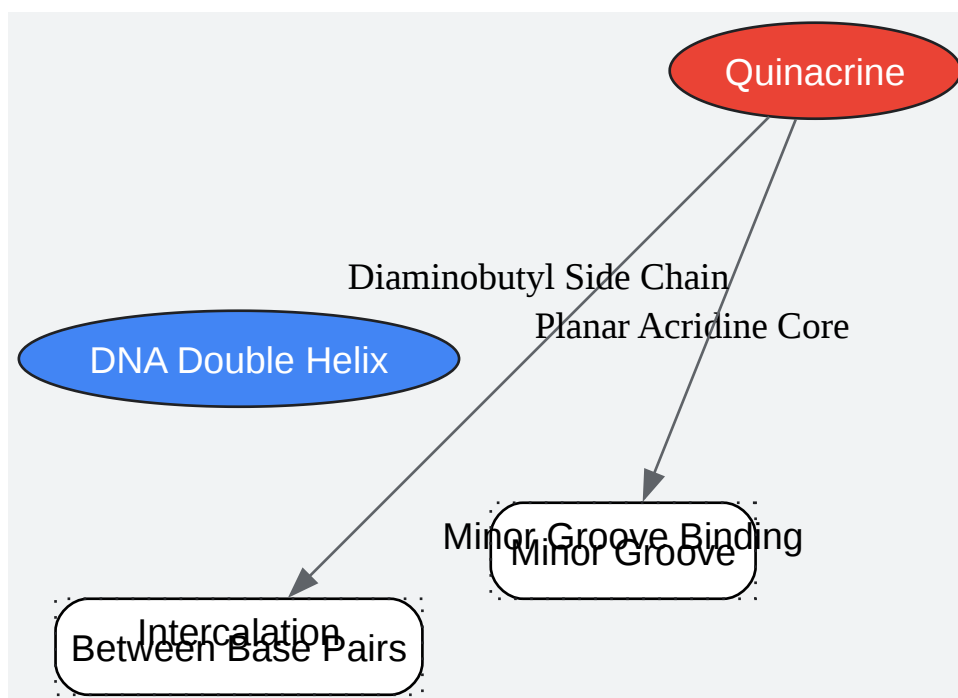 Quinacrine
Diaminobutyl Side Chain
Planar Acridine Core
DNA Double Helix
Minor Groove Binding
Minor Groove
Intercalation
Between Base Pairs